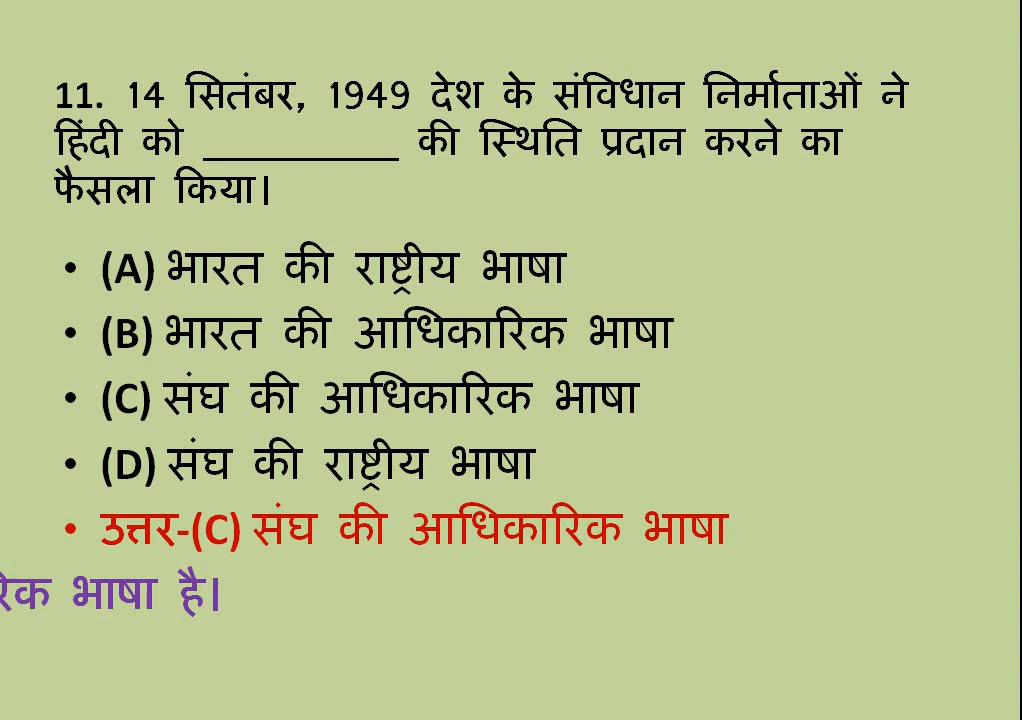 11. 14 सितंबर, 1949 देश के संविधान निर्माताओं ने
हिंदी को __________ की स्थिति प्रदान करने का
फैसला किया।
• (A) भारत की राष्ट्रीय भाषा
• (B) भारत की आधिकारिक भाषा
• (C) संघ की आधिकारिक भाषा
• (D) संघ की राष्ट्रीय भाषा
• उत्तर-(C) संघ की आधिकारिक भाषा
रिक भाषा है।